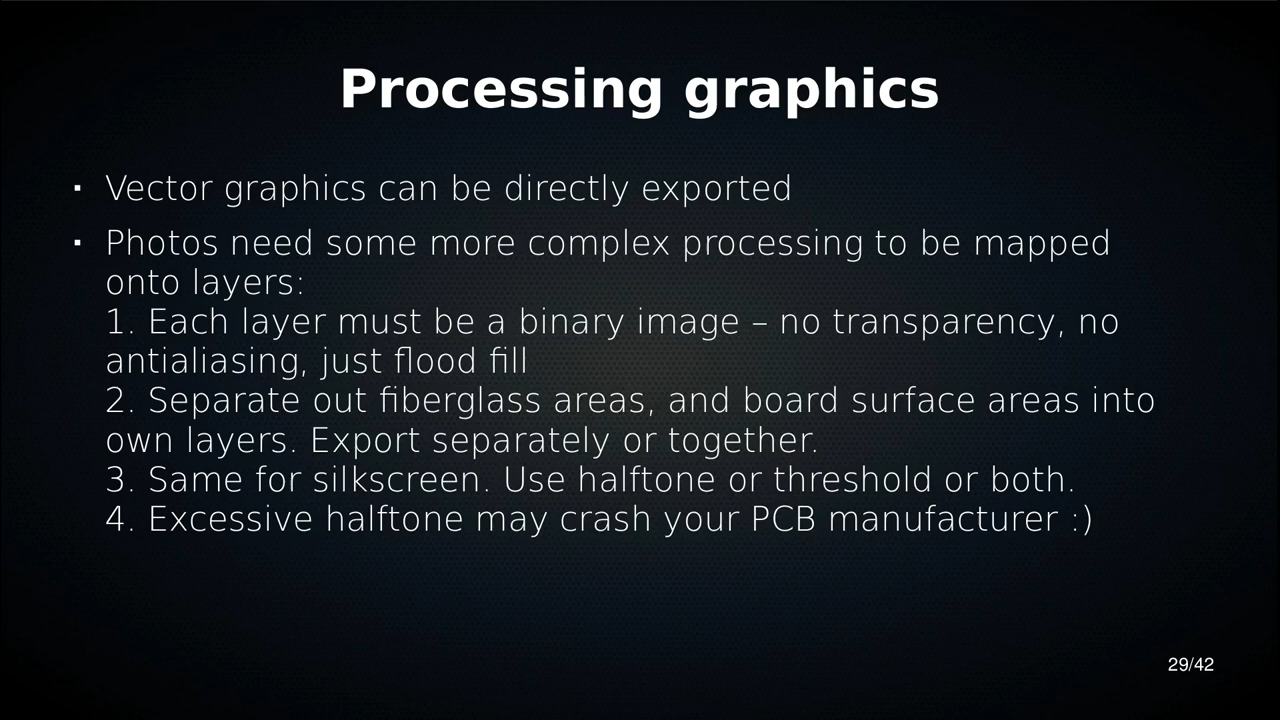 Processing graphics
▪ Vector graphics can be directly exported
▪ Photos need some more complex processing to be mapped
onto layers:
1. Each layer must be a binary image – no transparency, no
antialiasing, just flood fill
2. Separate out fiberglass areas, and board surface areas into
own layers. Export separately or together.
3. Same for silkscreen. Use halftone or threshold or both.
4. Excessive halftone may crash your PCB manufacturer :)
29/42